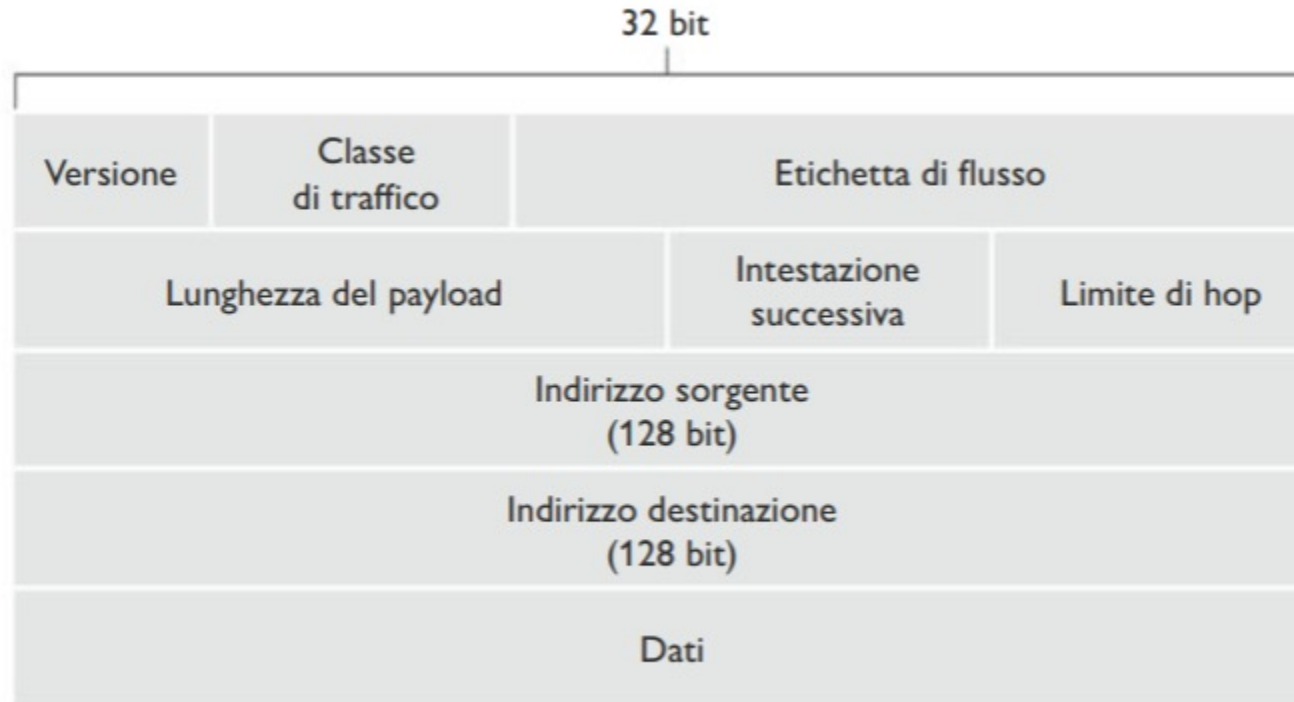 32 bit
Versione
Classe
di traffico
Etichetta di flusso
Lunghezza del payload
Intestazione
successiva
Limite di hop
Indirizzo sorgente
(128 bit)
Indirizzo destinazione
(128 bit)
Dati